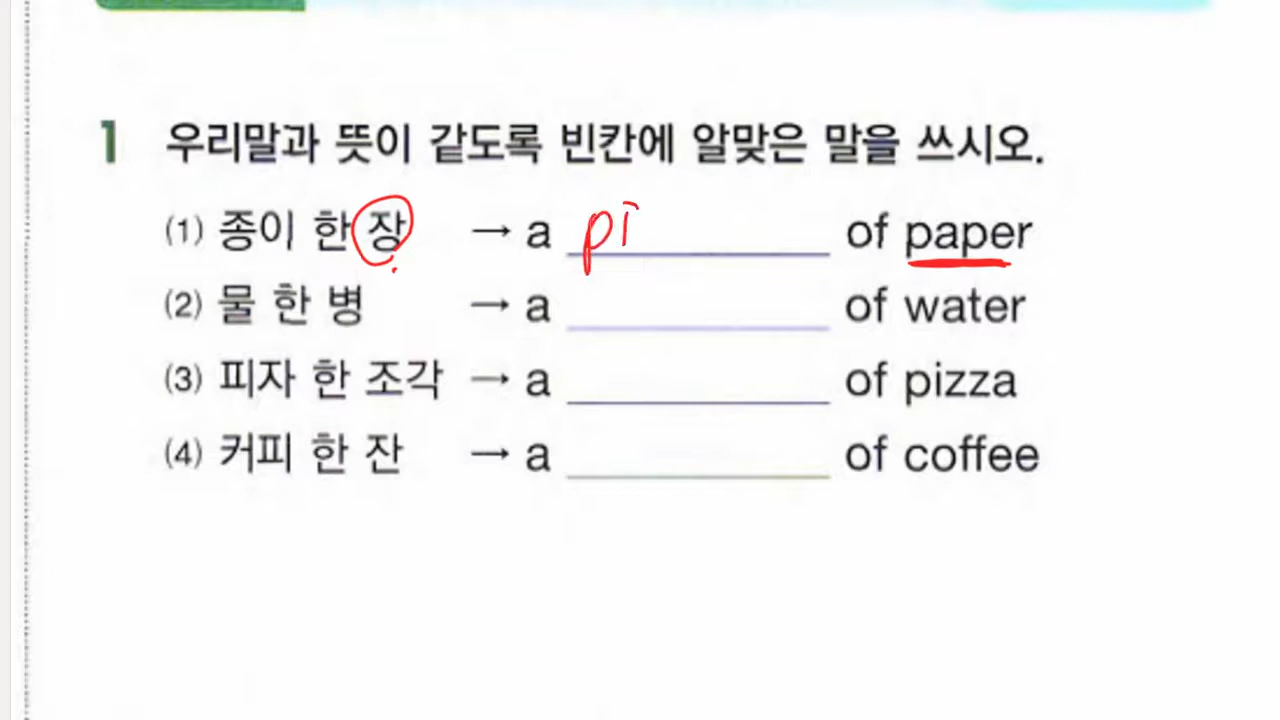 1 우리말과 뜻이 같도록 빈칸에 알맞은 말을 쓰시오.
(1) 종이 한 장 → a pi of paper
(2) 물 한 병 → a of water
(3) 피자 한 조각 → a of pizza
(4) 커피 한 잔 → a of coffee